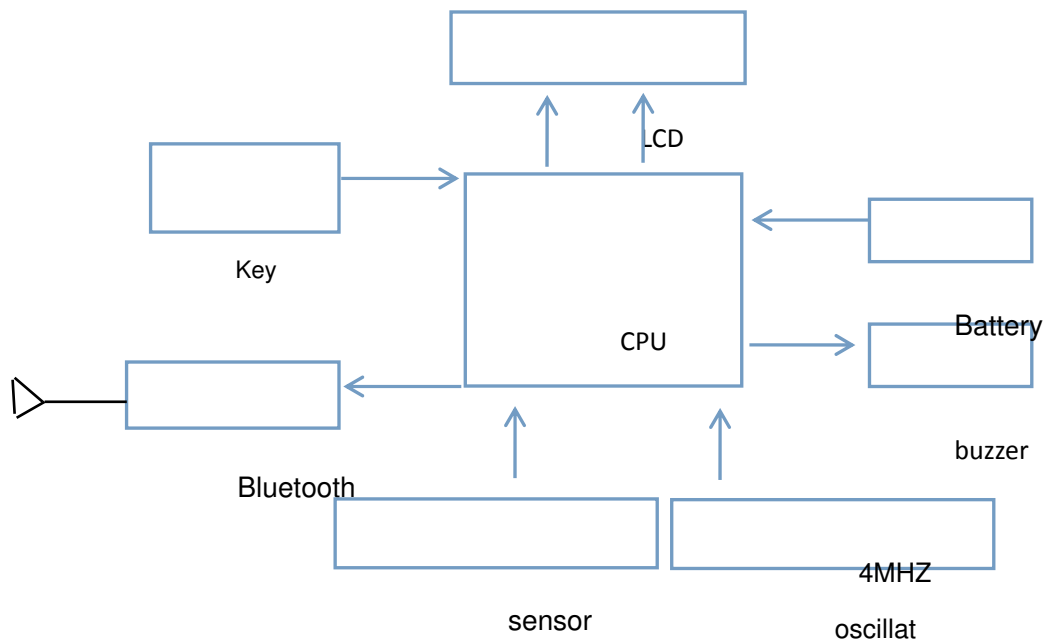 LCD
Key
Battery
CPU
buzzer
Bluetooth
4MHZ
sensor
oscillat